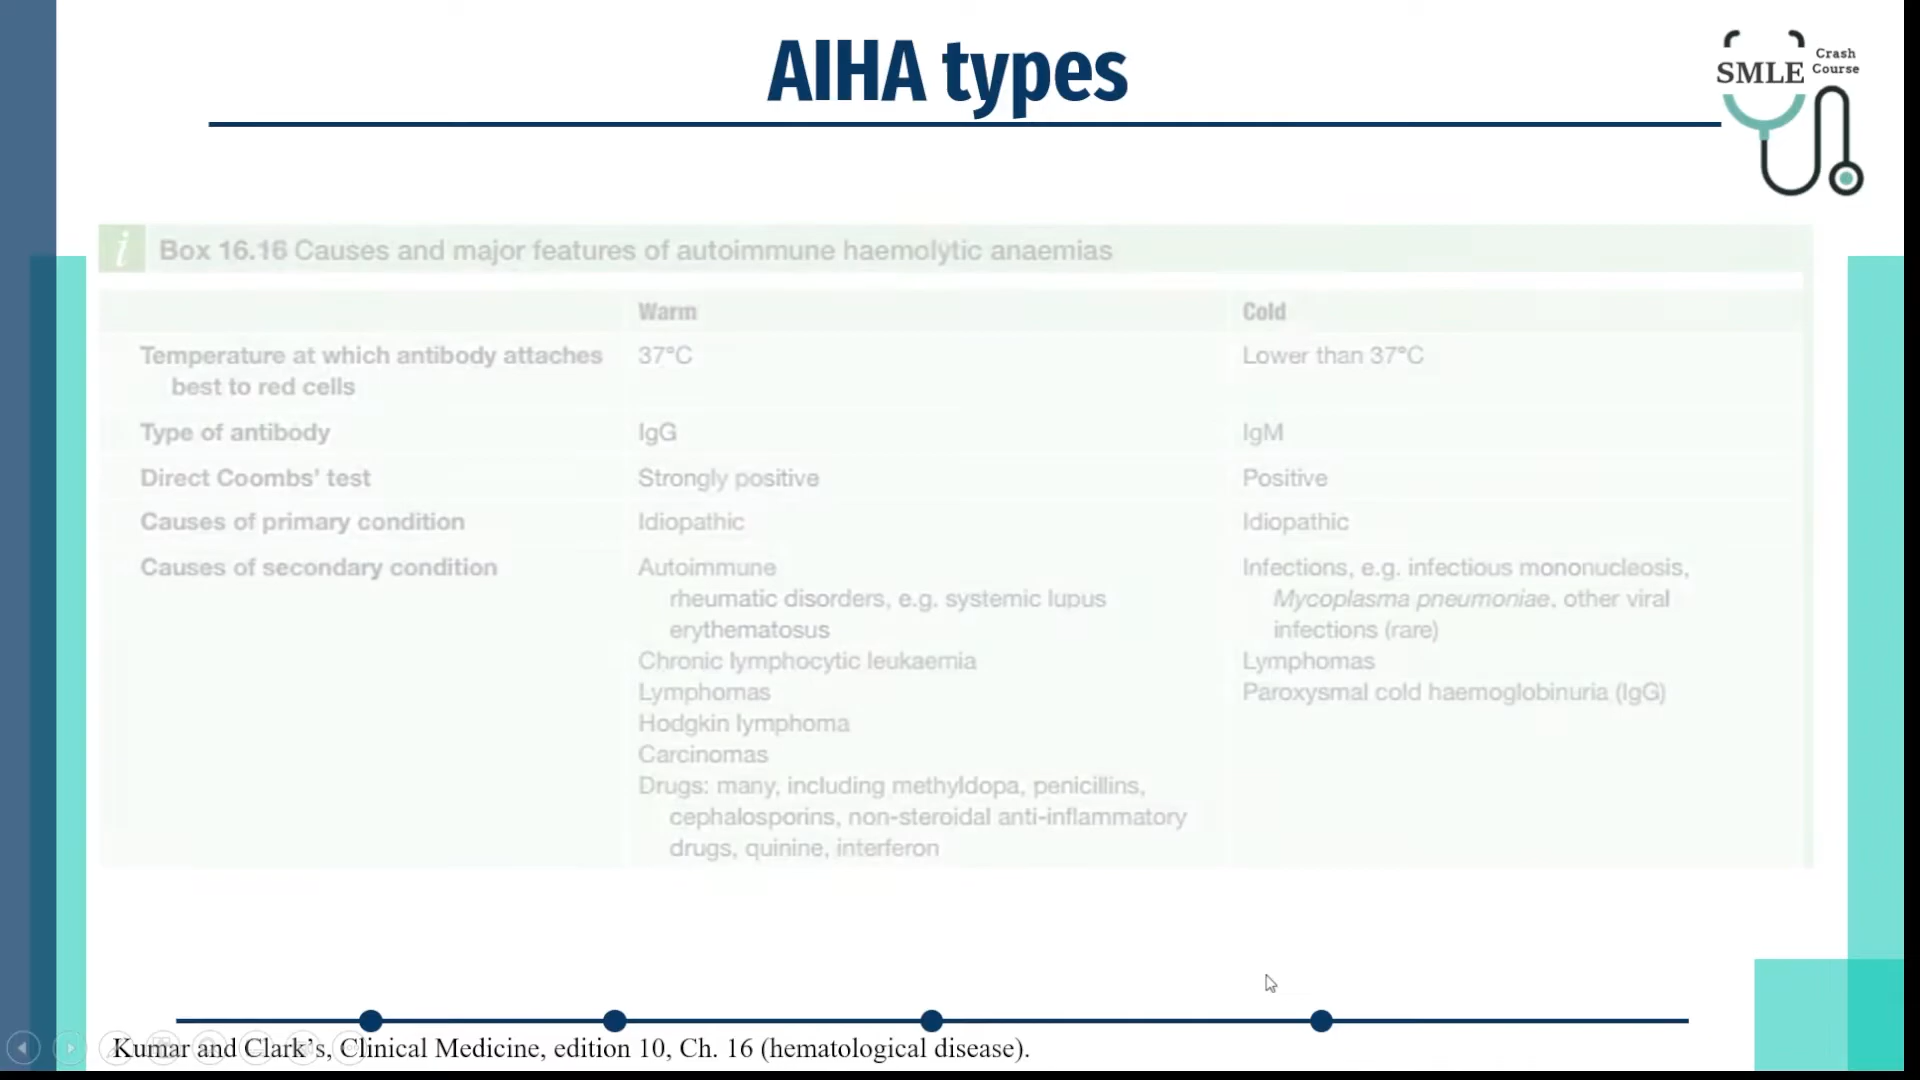 AIHA types
SMLE Crash Course
i Box 16.16 Causes and major features of autoimmune haemolytic anaemias
Warm Cold
Temperature at which antibody attaches best to red cells 37°C Lower than 37°C
Type of antibody IgG IgM
Direct Coombs’ test Strongly positive Positive
Causes of primary condition Idiopathic Idiopathic
Causes of secondary condition
Autoimmune
rheumatic disorders, e.g. systemic lupus
erythematosus
Chronic lymphocytic leukaemia
Lymphomas
Hodgkin lymphoma
Carcinomas
Drugs: many, including methyldopa, penicillins,
cephalosporins, non-steroidal anti-inflammatory
drugs, quinine, interferon
Infections, e.g. infectious mononucleosis,
Mycoplasma pneumoniae, other viral
infections (rare)
Lymphomas
Paroxysmal cold haemoglobinuria (IgG)
Kumar and Clark’s, Clinical Medicine, edition 10, Ch. 16 (hematological disease).